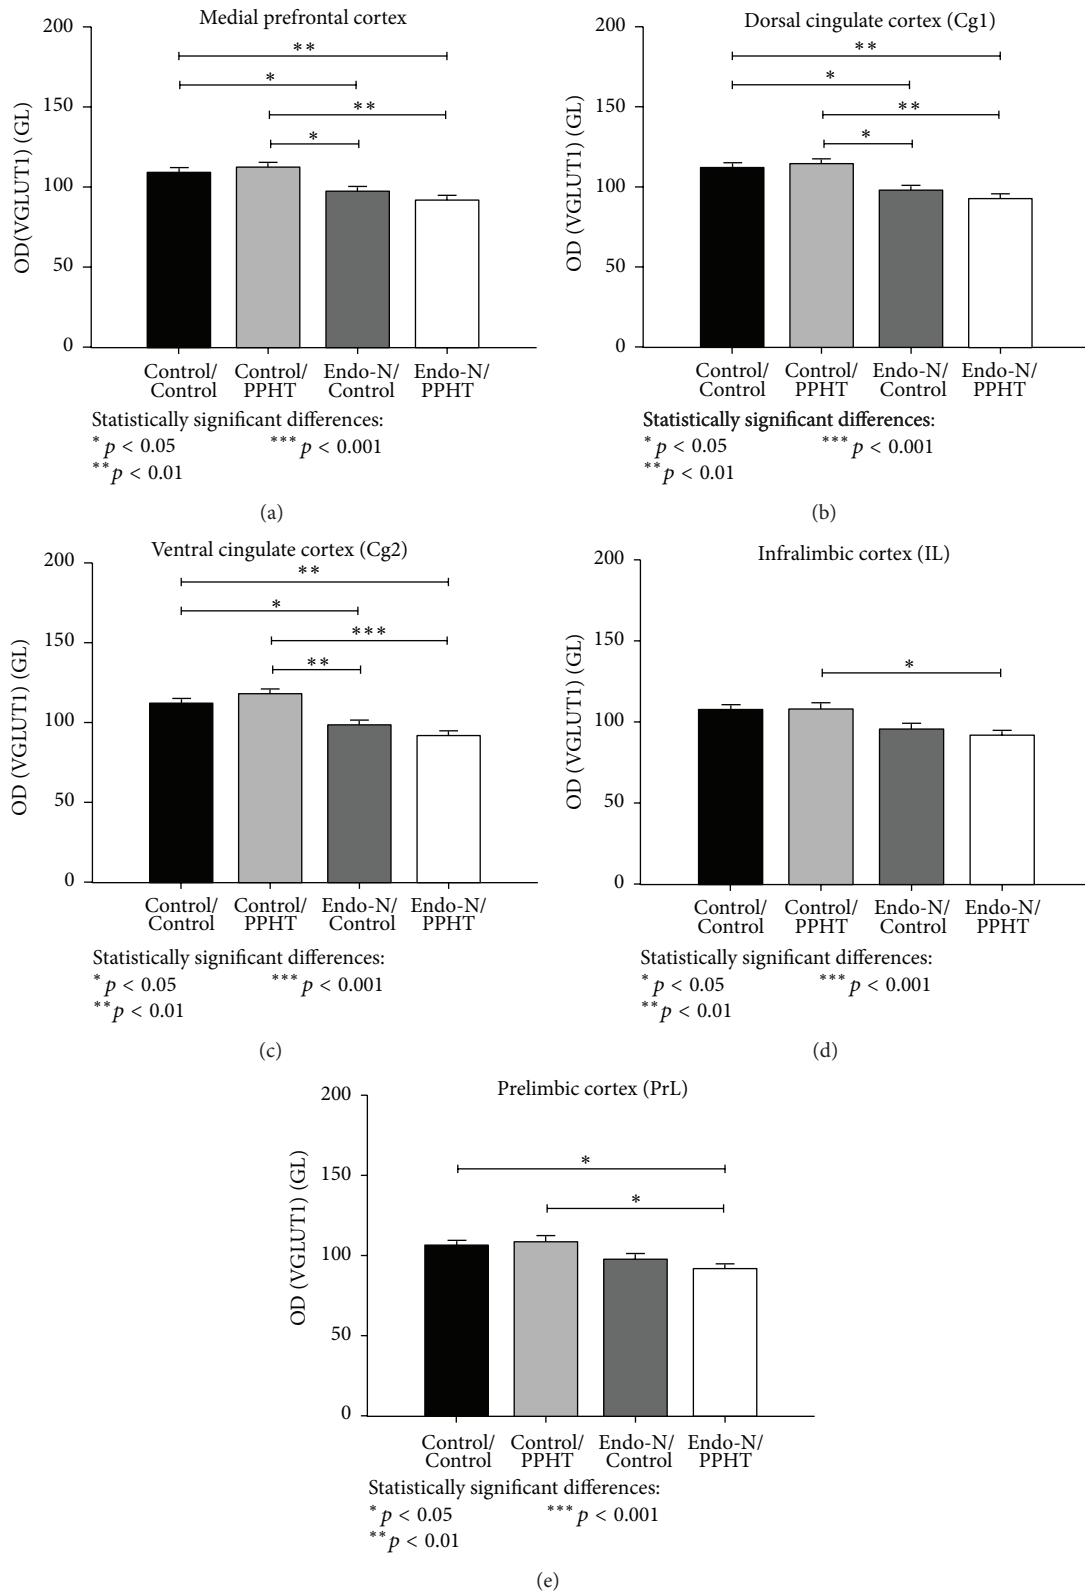 Medial prefrontal cortex
200
150
100
50
0
OD(VGLUT1) (GL)
**
*
**
*
Control/
Control
Control/
PPHT
Endo-N/
Control
Endo-N/
PPHT
Statistically significant differences:
* p < 0.05 *** p < 0.001
** p < 0.01
(a)
Dorsal cingulate cortex (Cg1)
200
150
100
50
0
OD (VGLUT1) (GL)
**
*
**
*
Control/
Control
Control/
PPHT
Endo-N/
Control
Endo-N/
PPHT
Statistically significant differences:
* p < 0.05 *** p < 0.001
** p < 0.01
(b)
Ventral cingulate cortex (Cg2)
200
150
100
50
0
OD (VGLUT1) (GL)
**
*
***
**
Control/
Control
Control/
PPHT
Endo-N/
Control
Endo-N/
PPHT
Statistically significant differences:
* p < 0.05 *** p < 0.001
** p < 0.01
(c)
Infralimbic cortex (IL)
200
150
100
50
0
OD (VGLUT1) (GL)
*
Control/
Control
Control/
PPHT
Endo-N/
Control
Endo-N/
PPHT
Statistically significant differences:
* p < 0.05 *** p < 0.001
** p < 0.01
(d)
Prelimbic cortex (PrL)
200
150
100
50
0
OD (VGLUT1) (GL)
*
*
Control/
Control
Control/
PPHT
Endo-N/
Control
Endo-N/
PPHT
Statistically significant differences:
* p < 0.05 *** p < 0.001
** p < 0.01
(e)